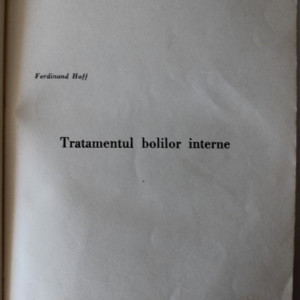 Ferdinand Hoff
Tratamentul bolilor interne